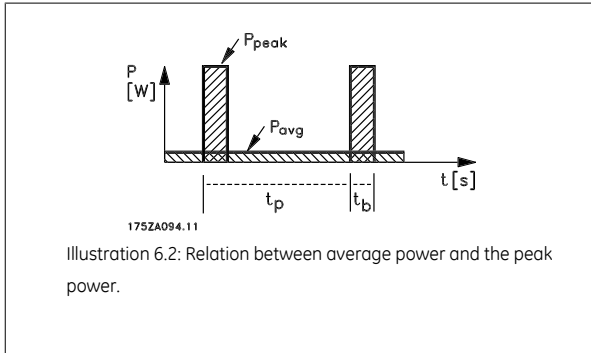 Ppeak
P
[W]
Pavg
t[s]
tp
tb
175ZA094.11
Illustration 6.2: Relation between average power and the peak
power.